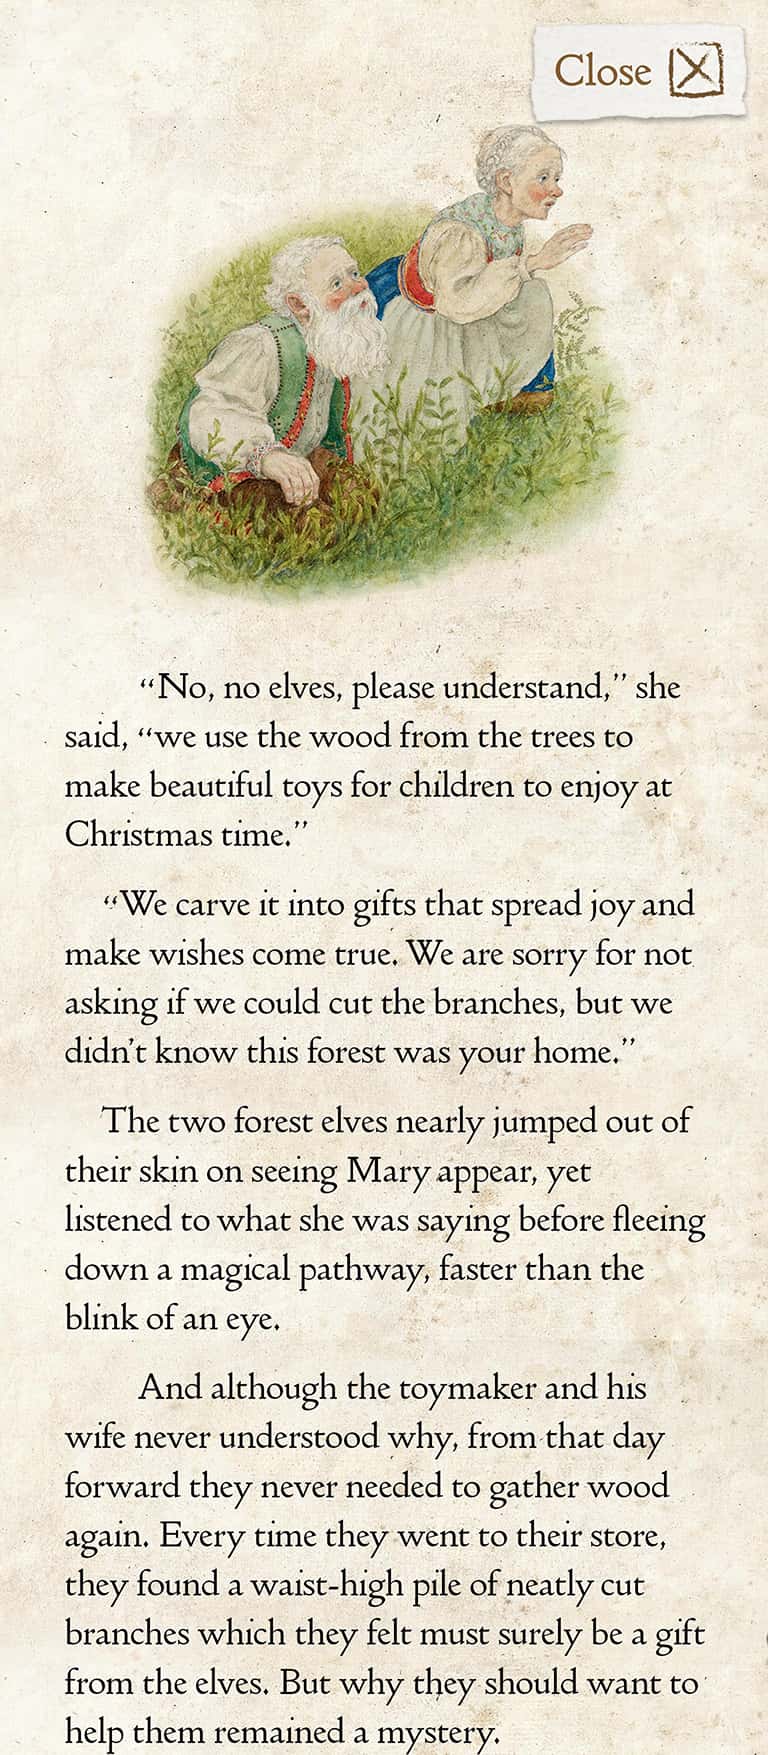 Close
“No, no elves, please understand,” she
said, “we use the wood from the trees to
make beautiful toys for children to enjoy at
Christmas time.”
“We carve it into gifts that spread joy and
make wishes come true. We are sorry for not
asking if we could cut the branches, but we
didn’t know this forest was your home.”
The two forest elves nearly jumped out of
their skin on seeing Mary appear, yet
listened to what she was saying before fleeing
down a magical pathway, faster than the
blink of an eye.
And although the toymaker and his
wife never understood why, from that day
forward they never needed to gather wood
again. Every time they went to their store,
they found a waist-high pile of neatly cut
branches which they felt must surely be a gift
from the elves. But why they should want to
help them remained a mystery.